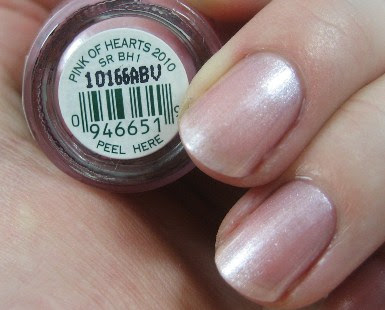 PINK OF HEARTS 2010
SR BH1
10166ABV
0 946651 9
PEEL HERE